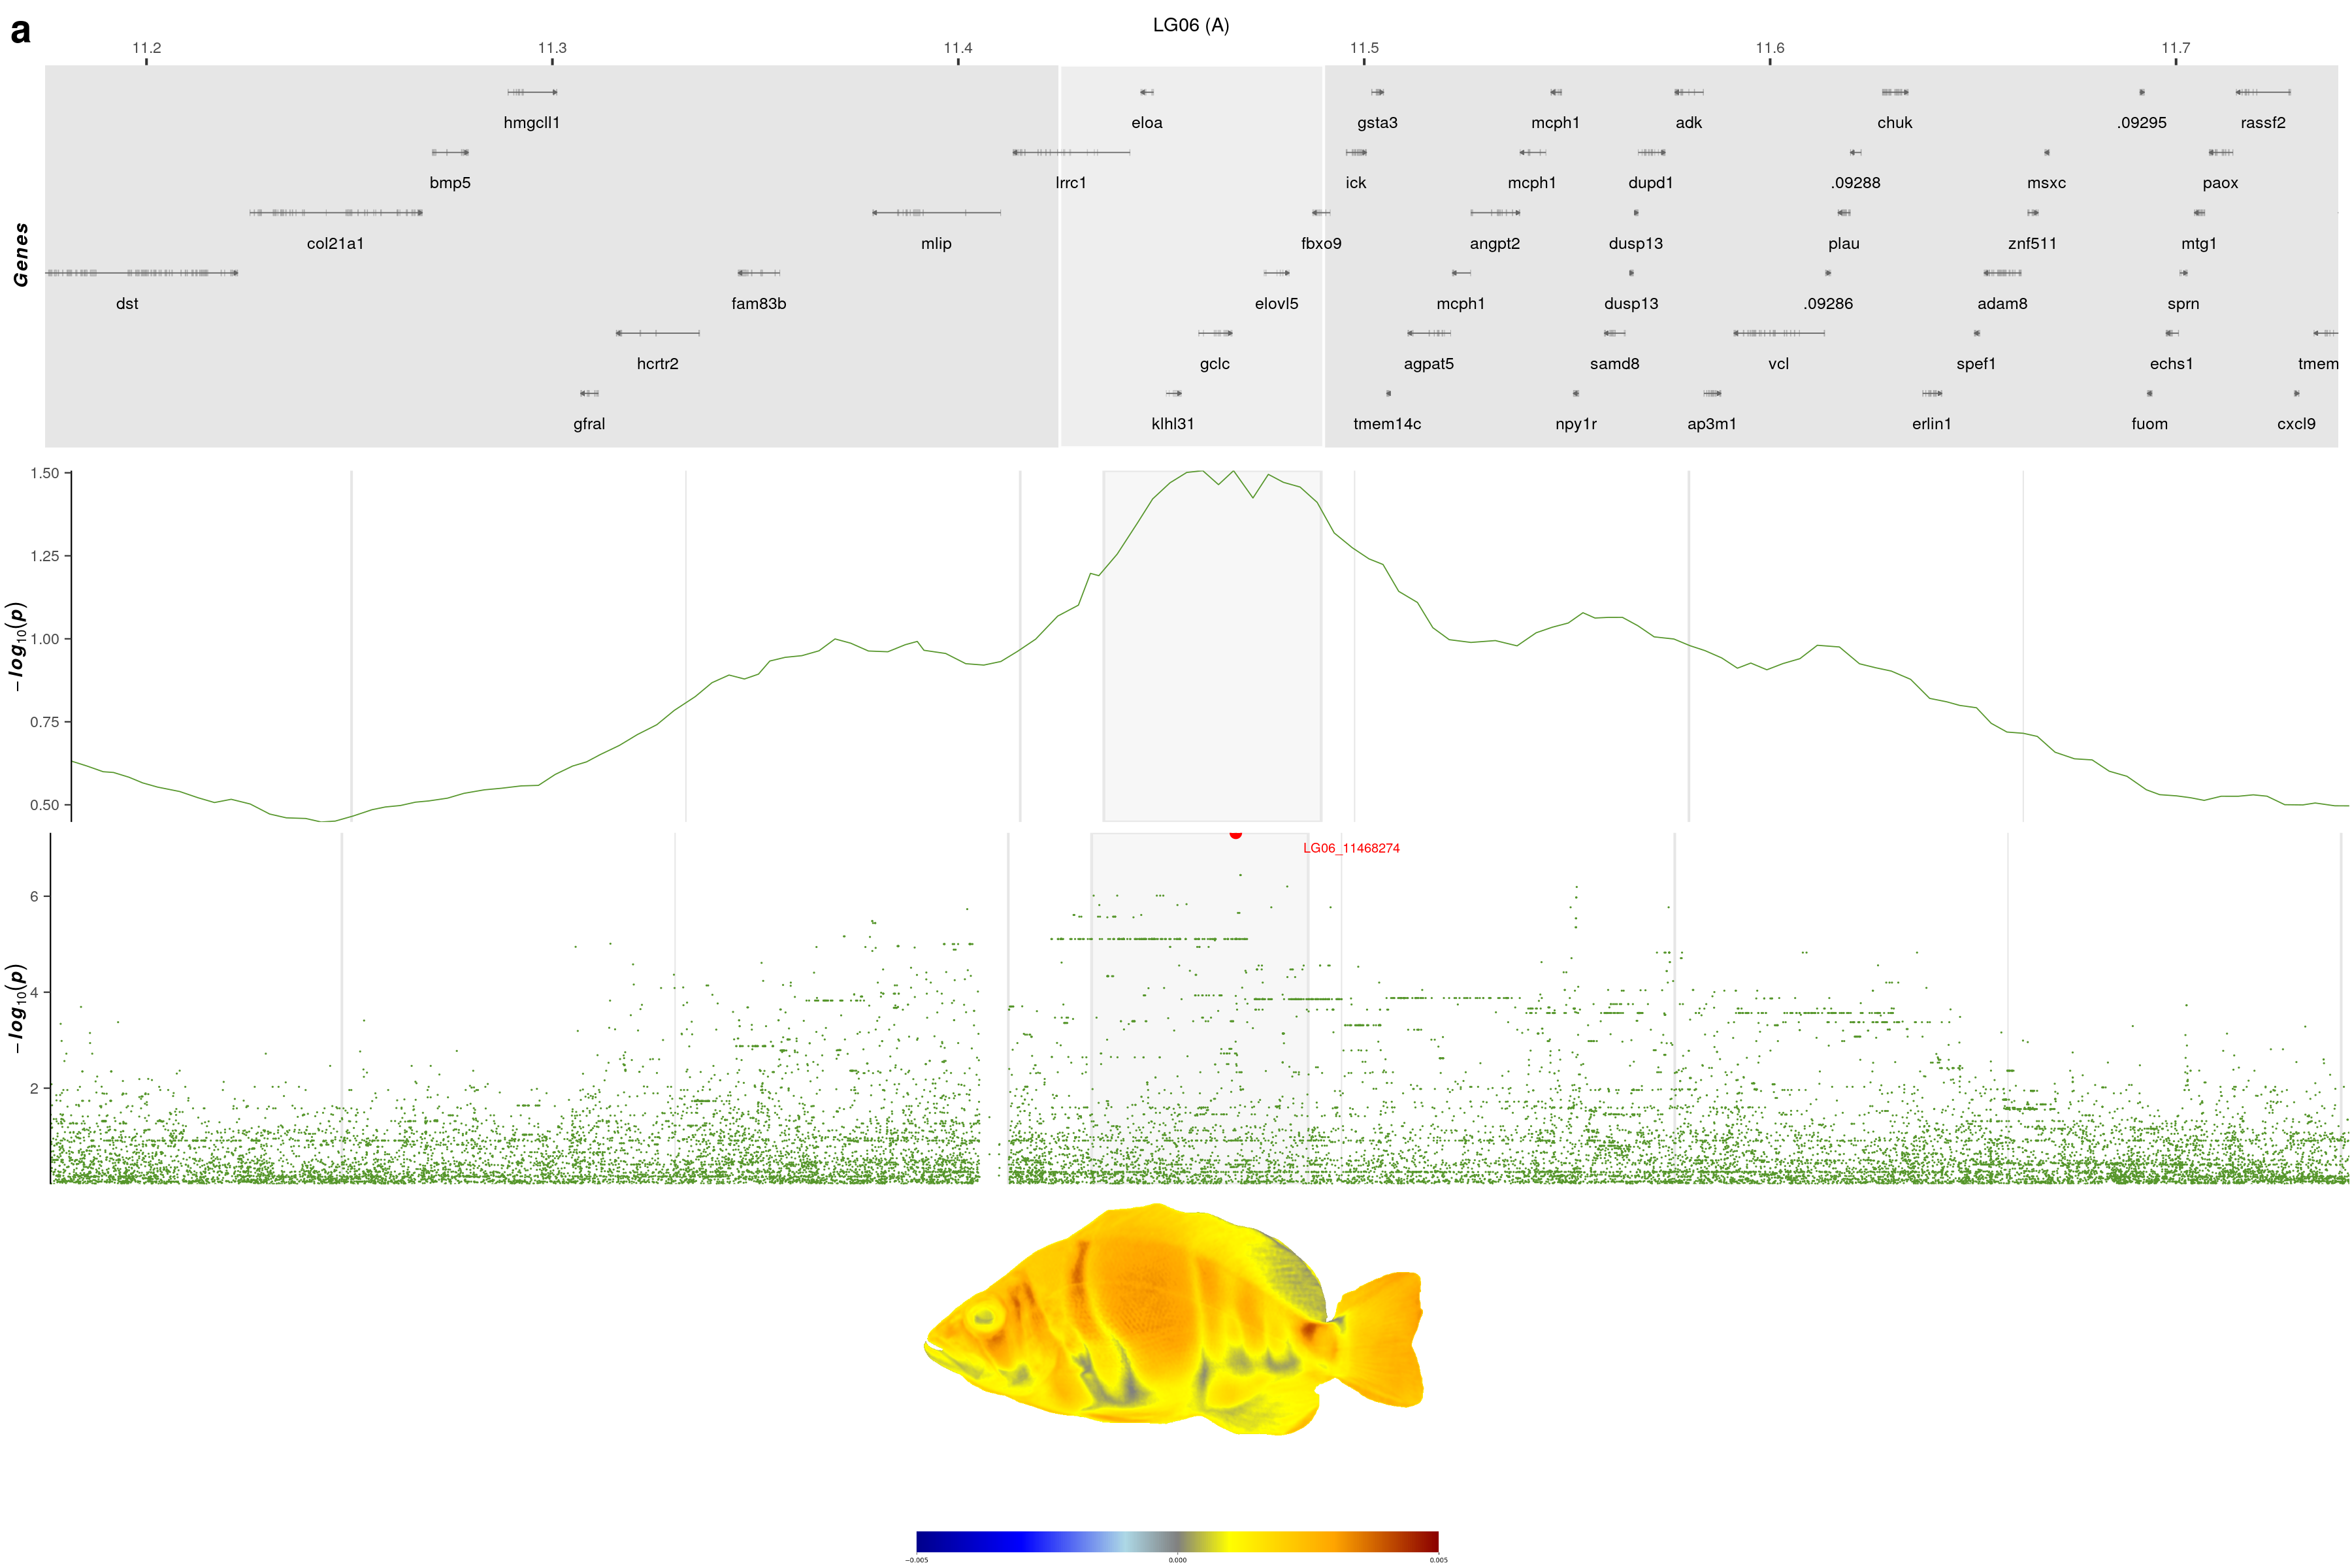 a
LG06 (A)
11.2 11.3 11.4 11.5 11.6 11.7
Genes
hmgcll1 eloa gsta3 mcph1 adk chuk .09295 rassf2
bmp5 lrrc1 ick mcph1 dupd1 .09288 msxc paox
col21a1 mlip fbxo9 angpt2 dusp13 plau znf511 mtg1
dst fam83b elovl5 mcph1 dusp13 .09286 adam8 sprn
hcrtr2 gclc agpat5 samd8 vcl spef1 echs1 tmem
gfral klhl31 tmem14c npy1r ap3m1 erlin1 fuom cxcl9
−log10(p)
1.50
1.25
1.00
0.75
0.50
−log10(p)
LG06_11468274
6
4
2
−0.005 0.000 0.005